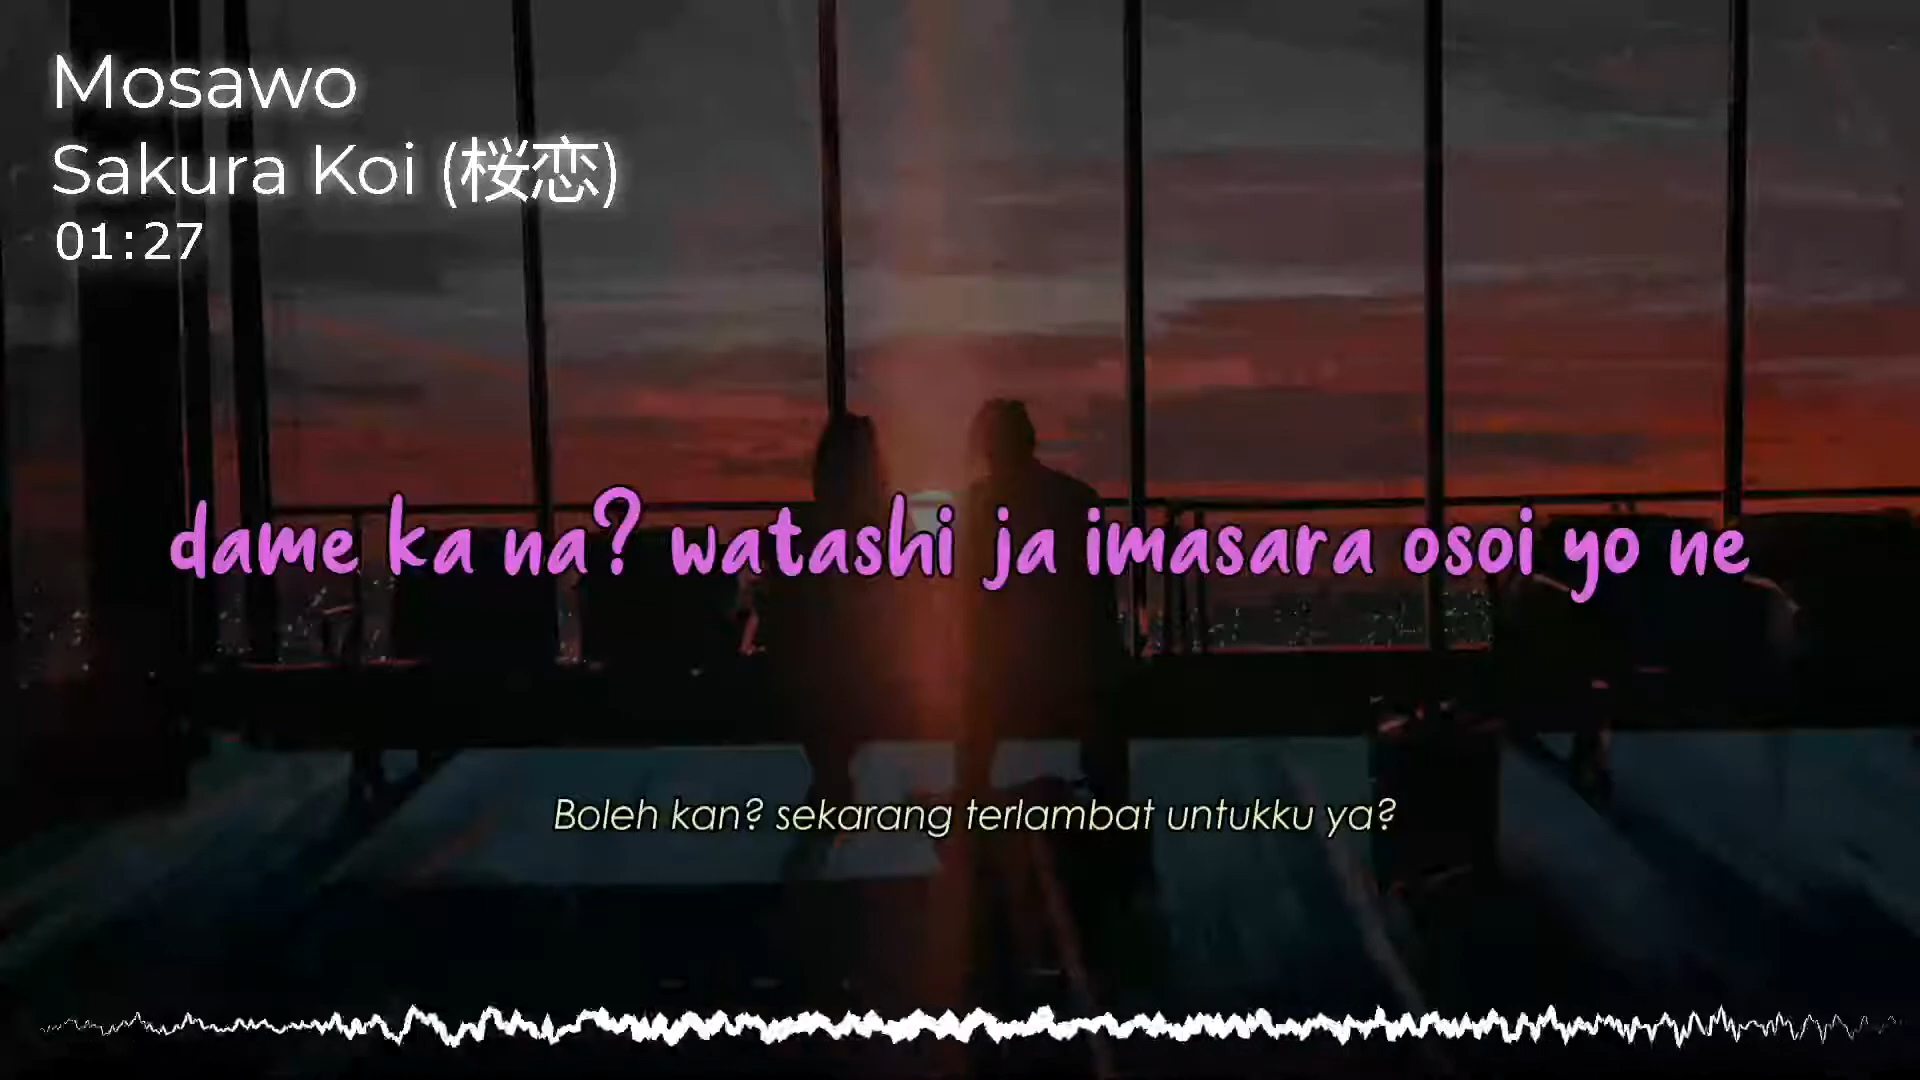 Mosawo
Sakura Koi (桜恋)
01:27
dame ka na? watashi ja imasara osoi yo ne
Boleh kan? sekarang terlambat untukku ya?